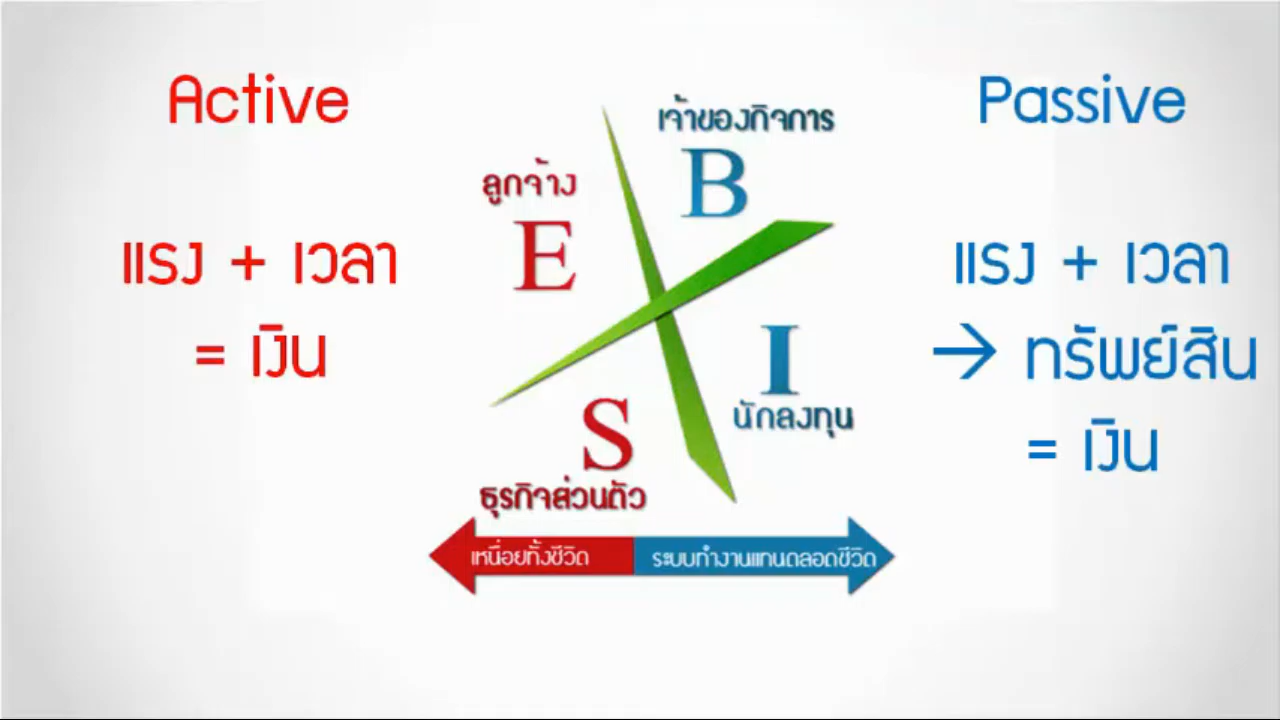 Active
แรง + เวลา
= เงิน
ลูกจ้าง
E
เจ้าของกิจการ
B
S
ธุรกิจส่วนตัว
I
นักลงทุน
เหนื่อยทั้งชีวิต
ระบบทำงานแทนตลอดชีวิต
Passive
แรง + เวลา
→ ทรัพย์สิน
= เงิน